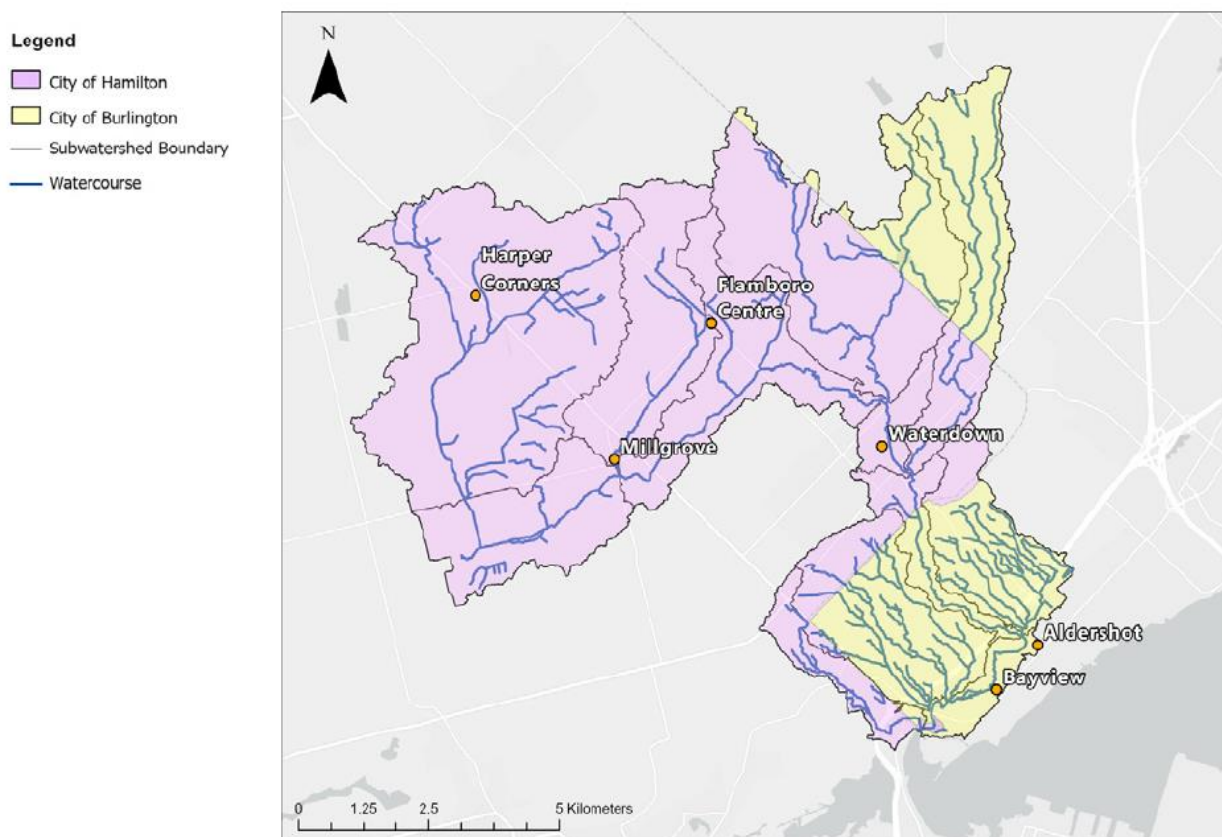 Legend
City of Hamilton
City of Burlington
Subwatershed Boundary
Watercourse
N
Harper
Corners
Flamboro
Centre
Millgrove
Waterdown
Aldershot
Bayview
0 1.25 2.5 5 Kilometers